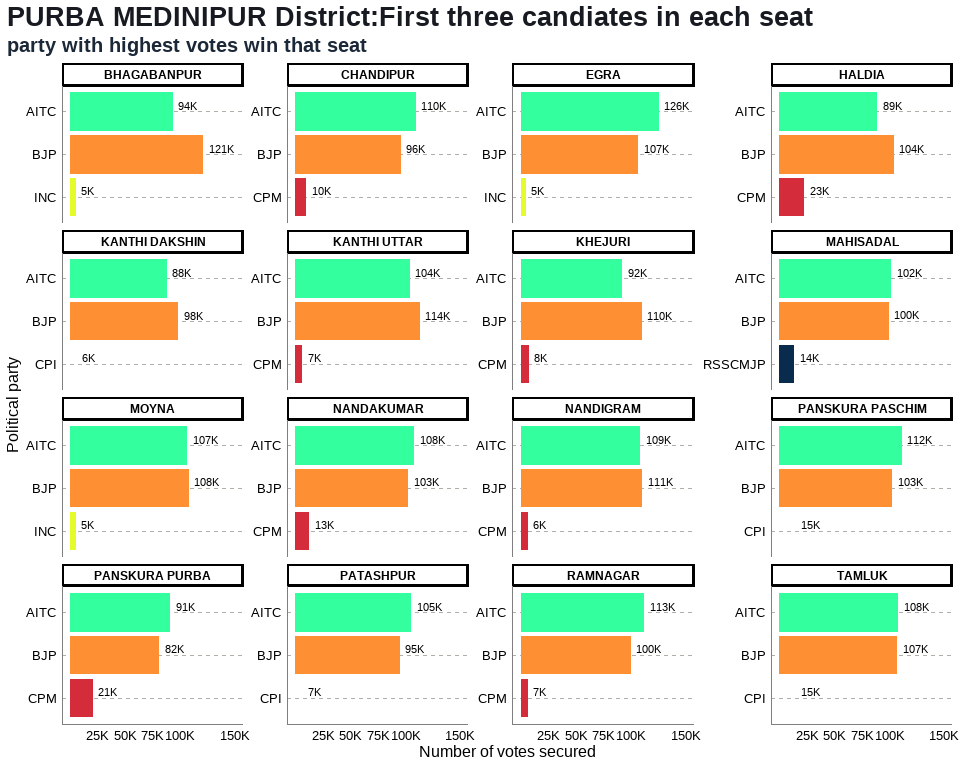 PURBA MEDINIPUR District:First three candiates in each seat
party with highest votes win that seat
BHAGABANPUR
AITC 94K
BJP 121K
INC 5K
CHANDIPUR
AITC 110K
BJP 96K
CPM 10K
EGRA
AITC 126K
BJP 107K
INC 5K
HALDIA
AITC 89K
BJP 104K
CPM 23K
KANTHI DAKSHIN
AITC 88K
BJP 98K
CPI 6K
KANTHI UTTAR
AITC 104K
BJP 114K
CPM 7K
KHEJURI
AITC 92K
BJP 110K
CPM 8K
MAHISADAL
AITC 102K
BJP 100K
RSSCMJP 14K
MOYNA
AITC 107K
BJP 108K
INC 5K
NANDAKUMAR
AITC 108K
BJP 103K
CPM 13K
NANDIGRAM
AITC 109K
BJP 111K
CPM 6K
PANSKURA PASCHIM
AITC 112K
BJP 103K
CPI 15K
PANSKURA PURBA
AITC 91K
BJP 82K
CPM 21K
PATASHPUR
AITC 105K
BJP 95K
CPI 7K
RAMNAGAR
AITC 113K
BJP 100K
CPM 7K
TAMLUK
AITC 108K
BJP 107K
CPI 15K
25K 50K 75K 100K 150K
25K 50K 75K 100K 150K
25K 50K 75K 100K 150K
25K 50K 75K 100K 150K
Number of votes secured
Political party